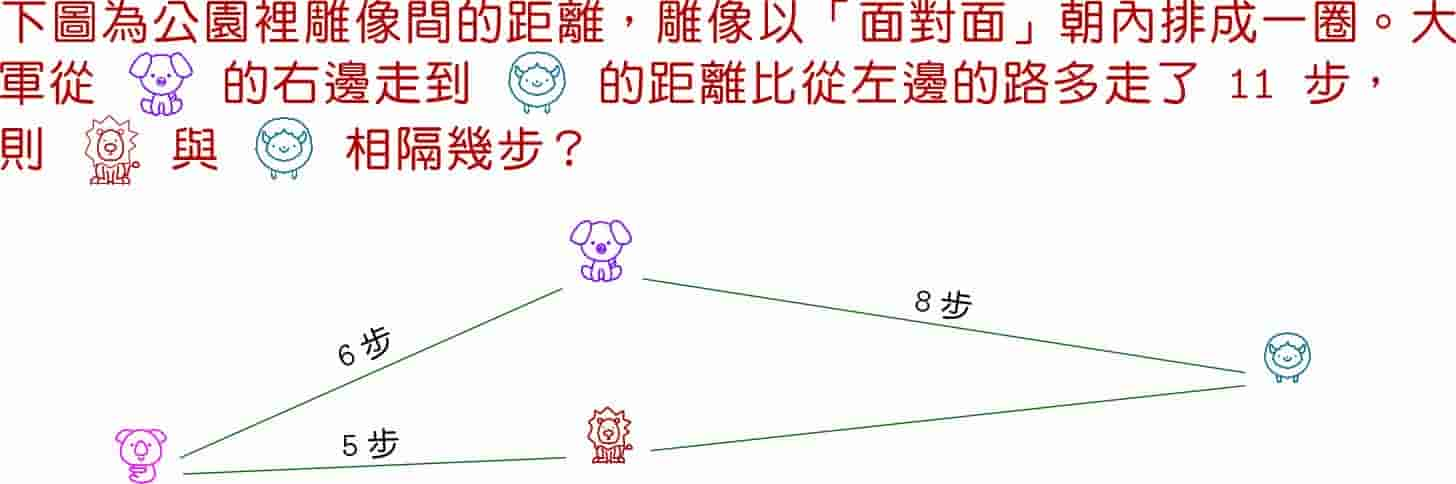 下圖為公園裡雕像間的距離，雕像以「面對面」朝內排成一圈。大
軍從 的右邊走到 的距離比從左邊的路多走了 11 步，
則 與 相隔幾步？
8 步
6 步
5 步